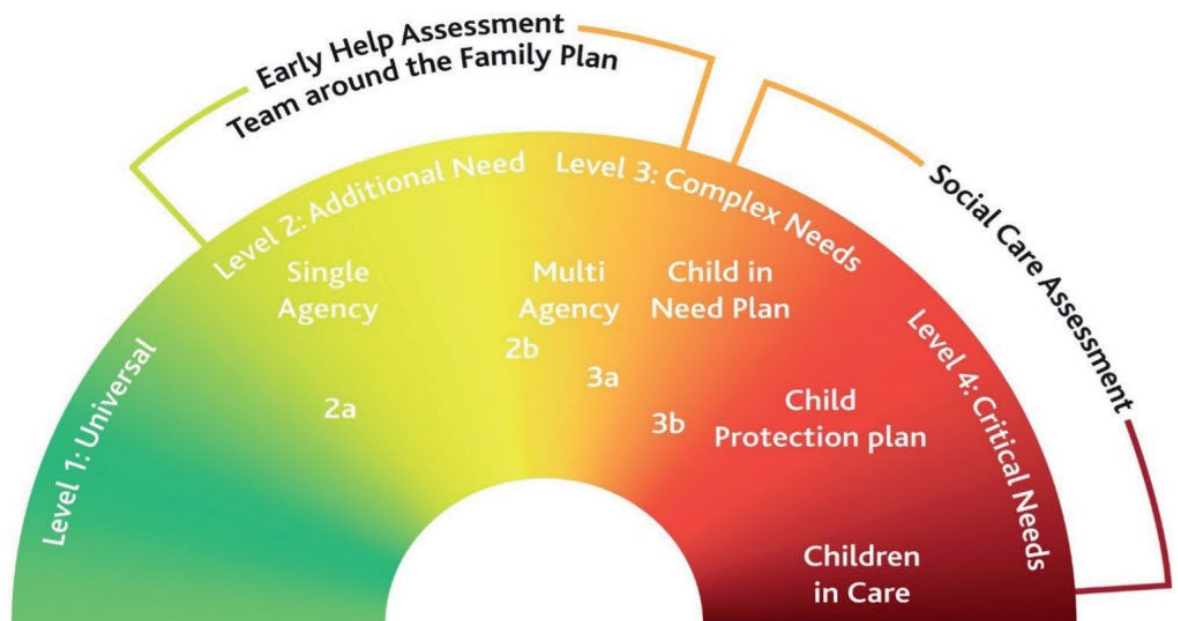 Early Help Assessment
Team around the Family Plan
Social Care Assessment
Level 1: Universal
Level 2: Additional Need
Level 3: Complex Needs
Level 4: Critical Needs
Single
Agency
2a
Multi
Agency
2b
3a
Child in
Need Plan
3b
Child
Protection plan
Children
in Care